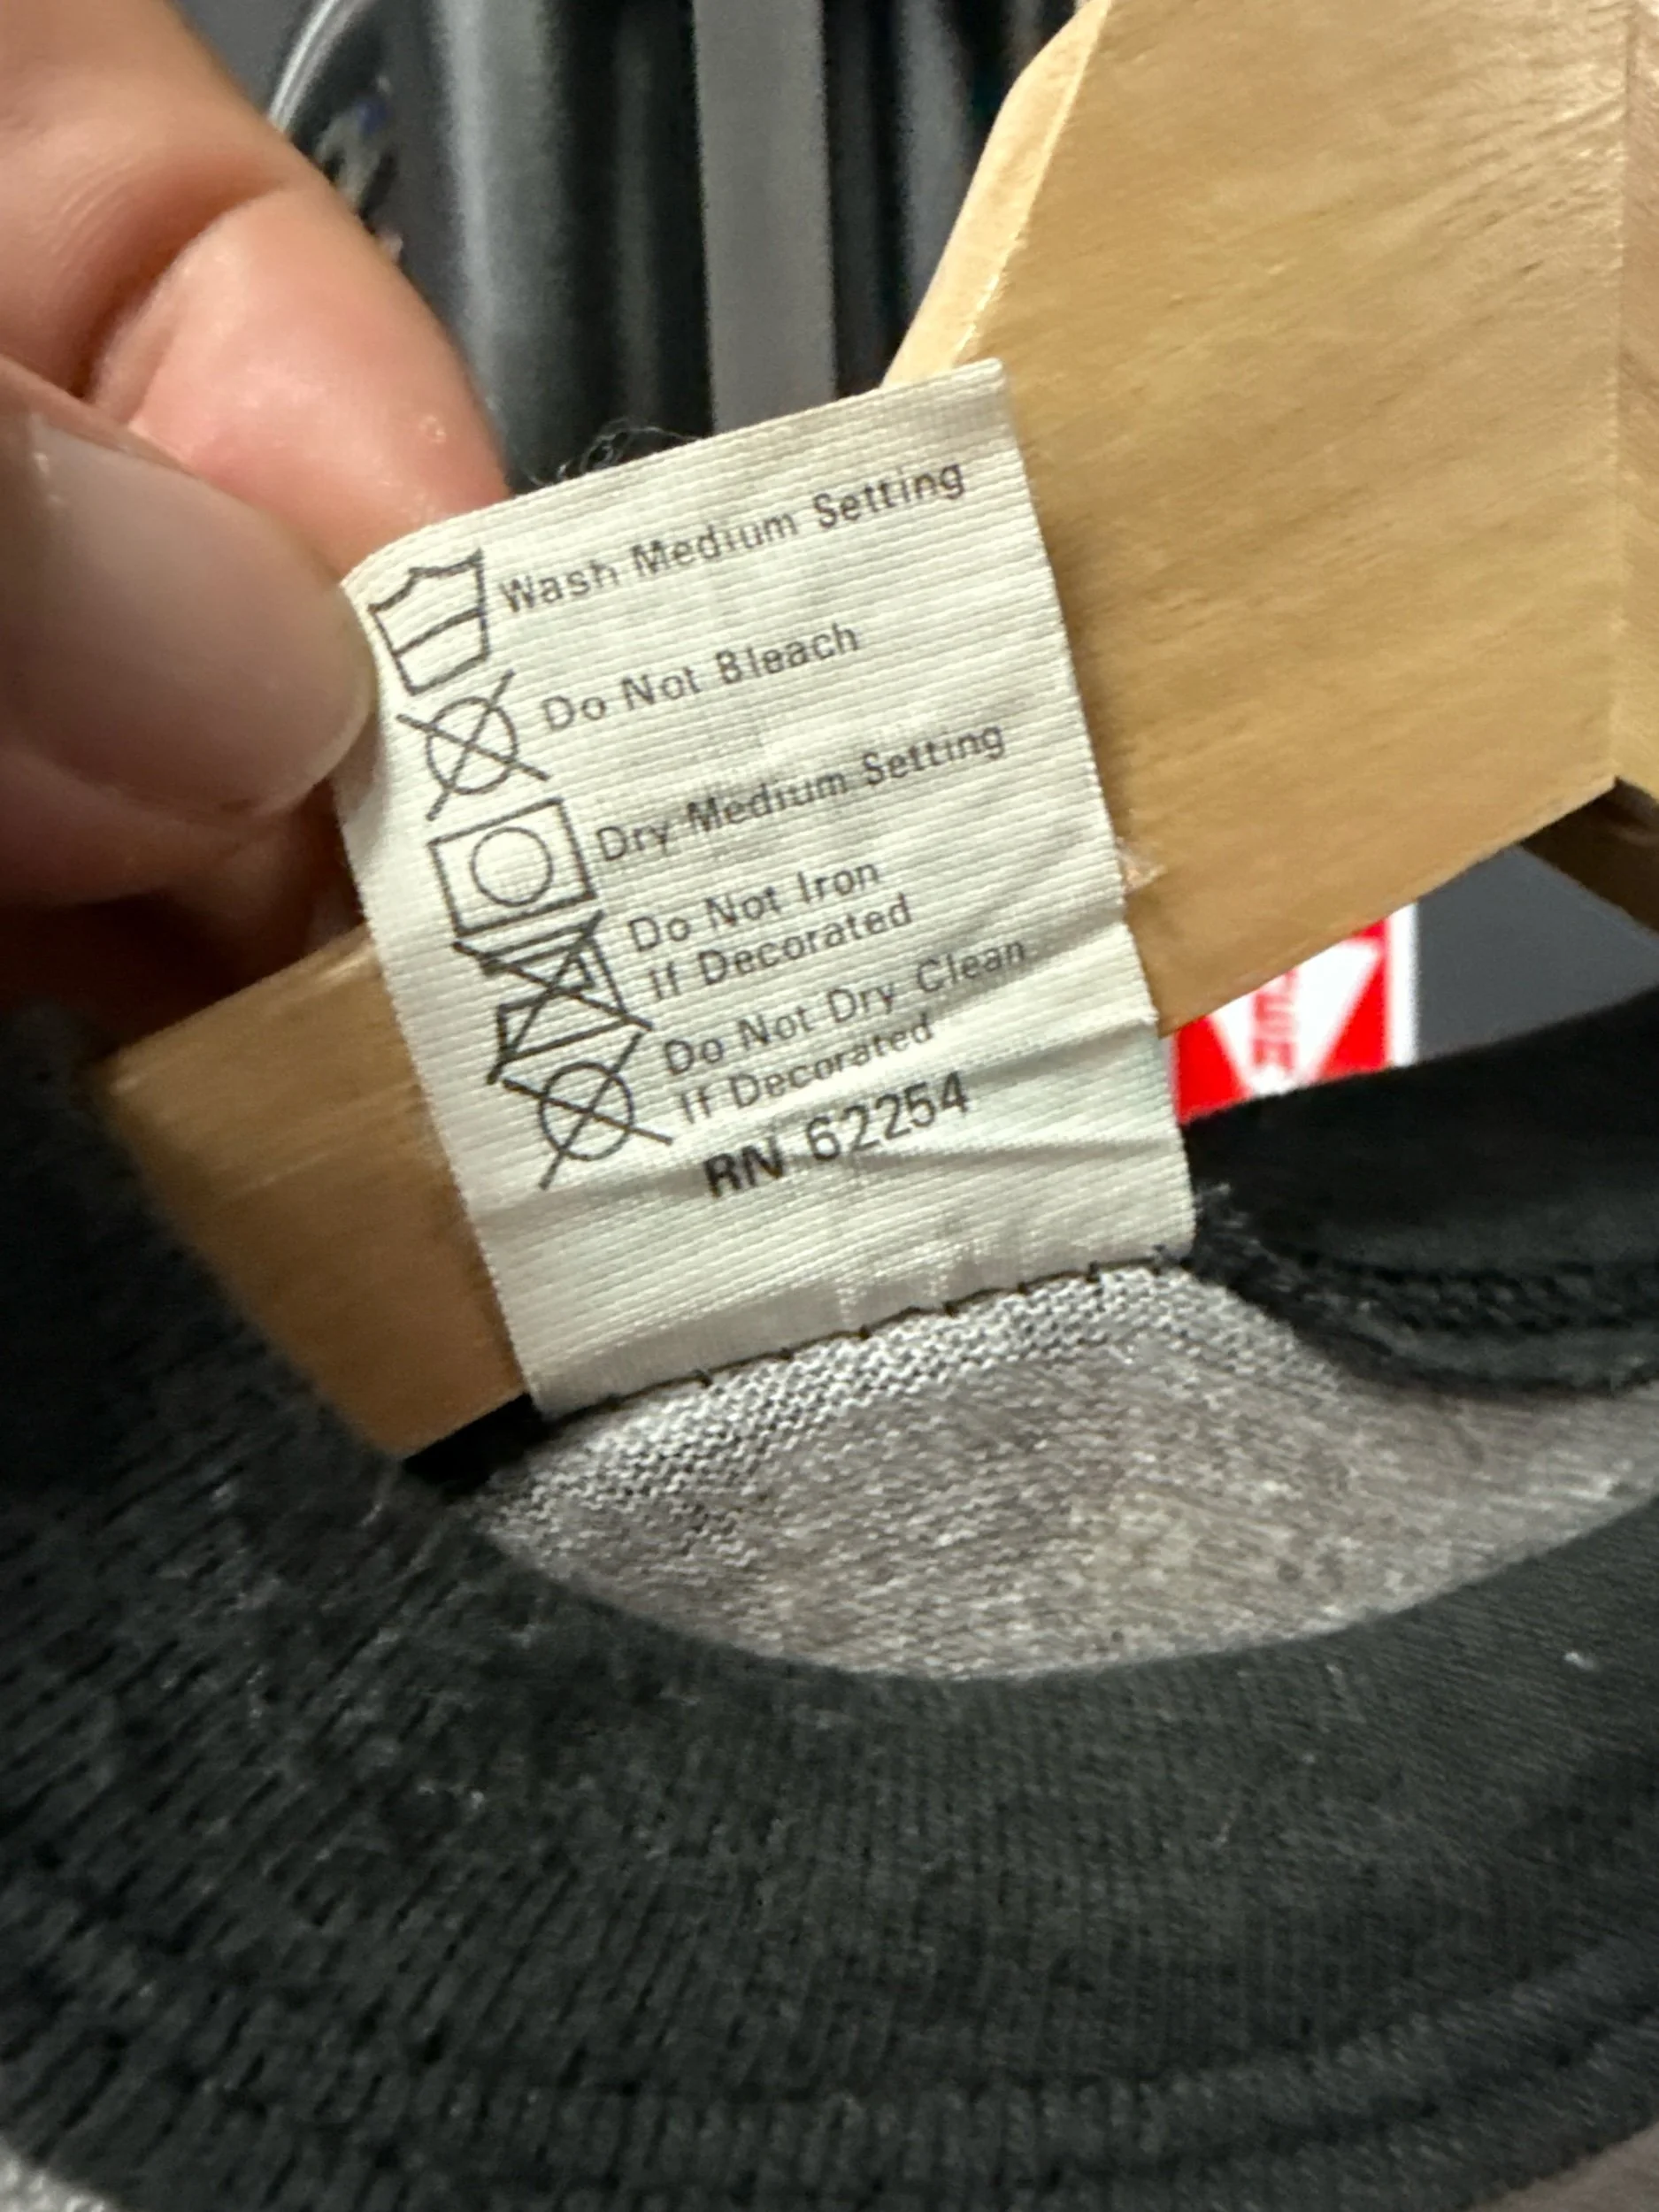 Wash Medium Setting
Do Not Bleach
Dry Medium Setting
Do Not Iron
If Decorated
Do Not Dry Clean
If Decorated
RN 62254